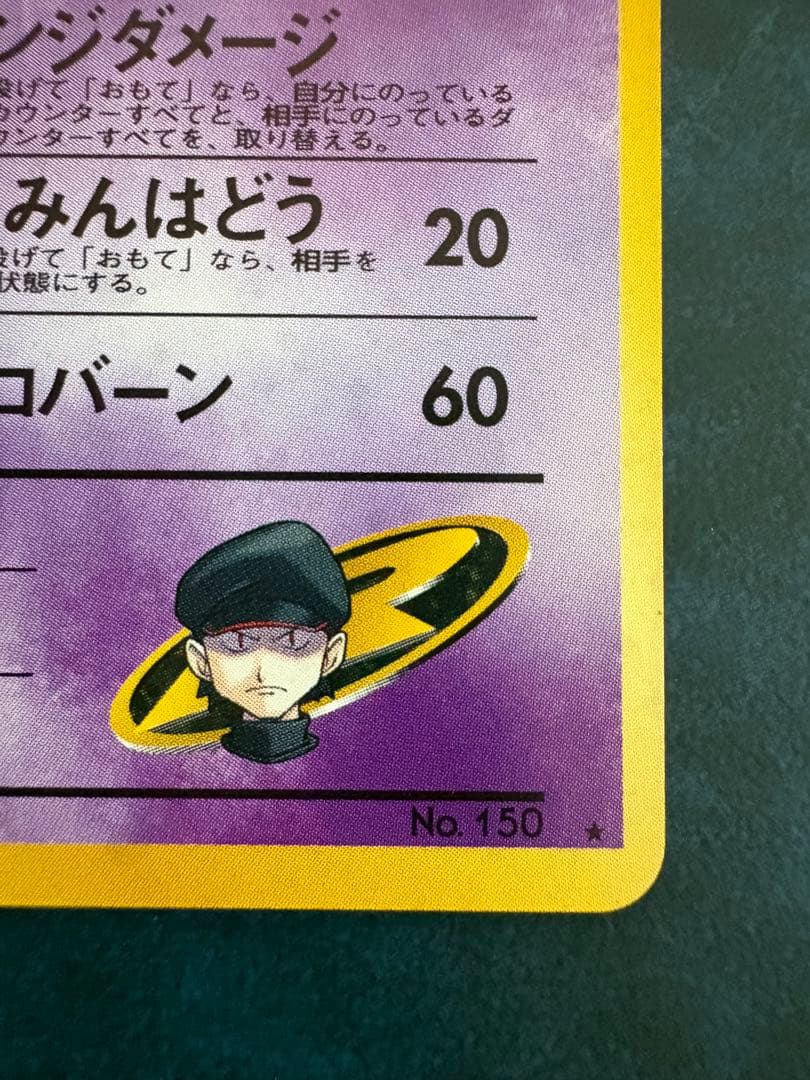 ンジダメージ
投げて「おもて」なら、自分にのっている
カウンターすべてと、相手にのっているダ
ウンターすべてを、取り替える。
みんはどう 20
投げて「おもて」なら、相手を
状態にする。
コバーン 60
No. 150 ★